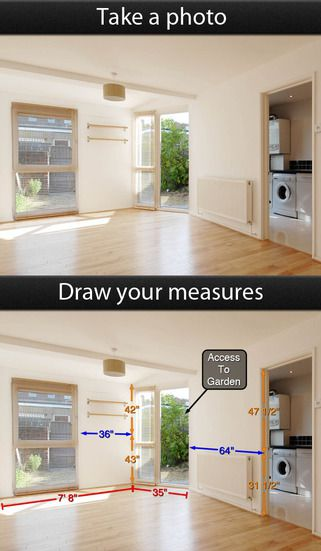 Take a photo
Draw your measures
Access
To
Garden
42"
47 1/2"
36"
64"
43"
31 1/2"
7' 8"
35"